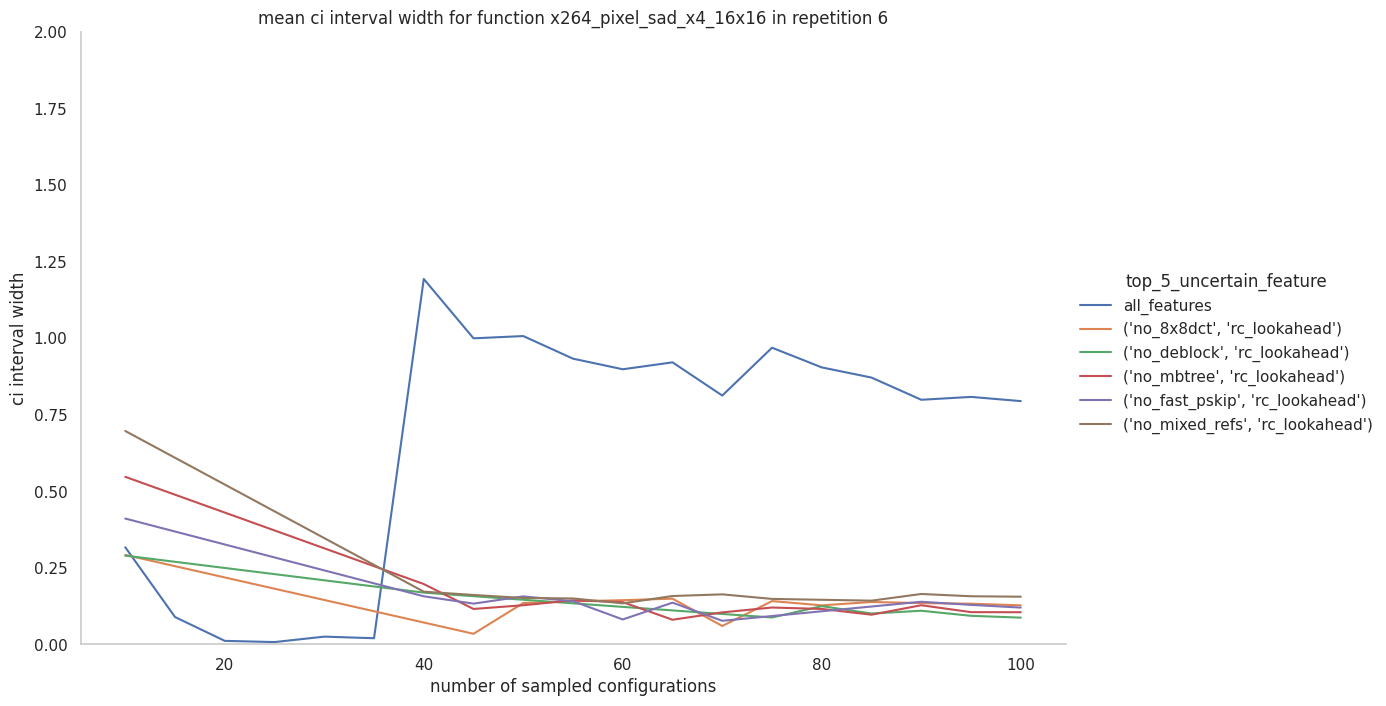 mean ci interval width for function x264_pixel_sad_x4_16x16 in repetition 6
2.00
1.75
1.50
1.25
1.00
0.75
0.50
0.25
0.00
ci interval width
20
40
60
80
100
number of sampled configurations
top_5_uncertain_feature
all_features
('no_8x8dct', 'rc_lookahead')
('no_deblock', 'rc_lookahead')
('no_mbtree', 'rc_lookahead')
('no_fast_pskip', 'rc_lookahead')
('no_mixed_refs', 'rc_lookahead')